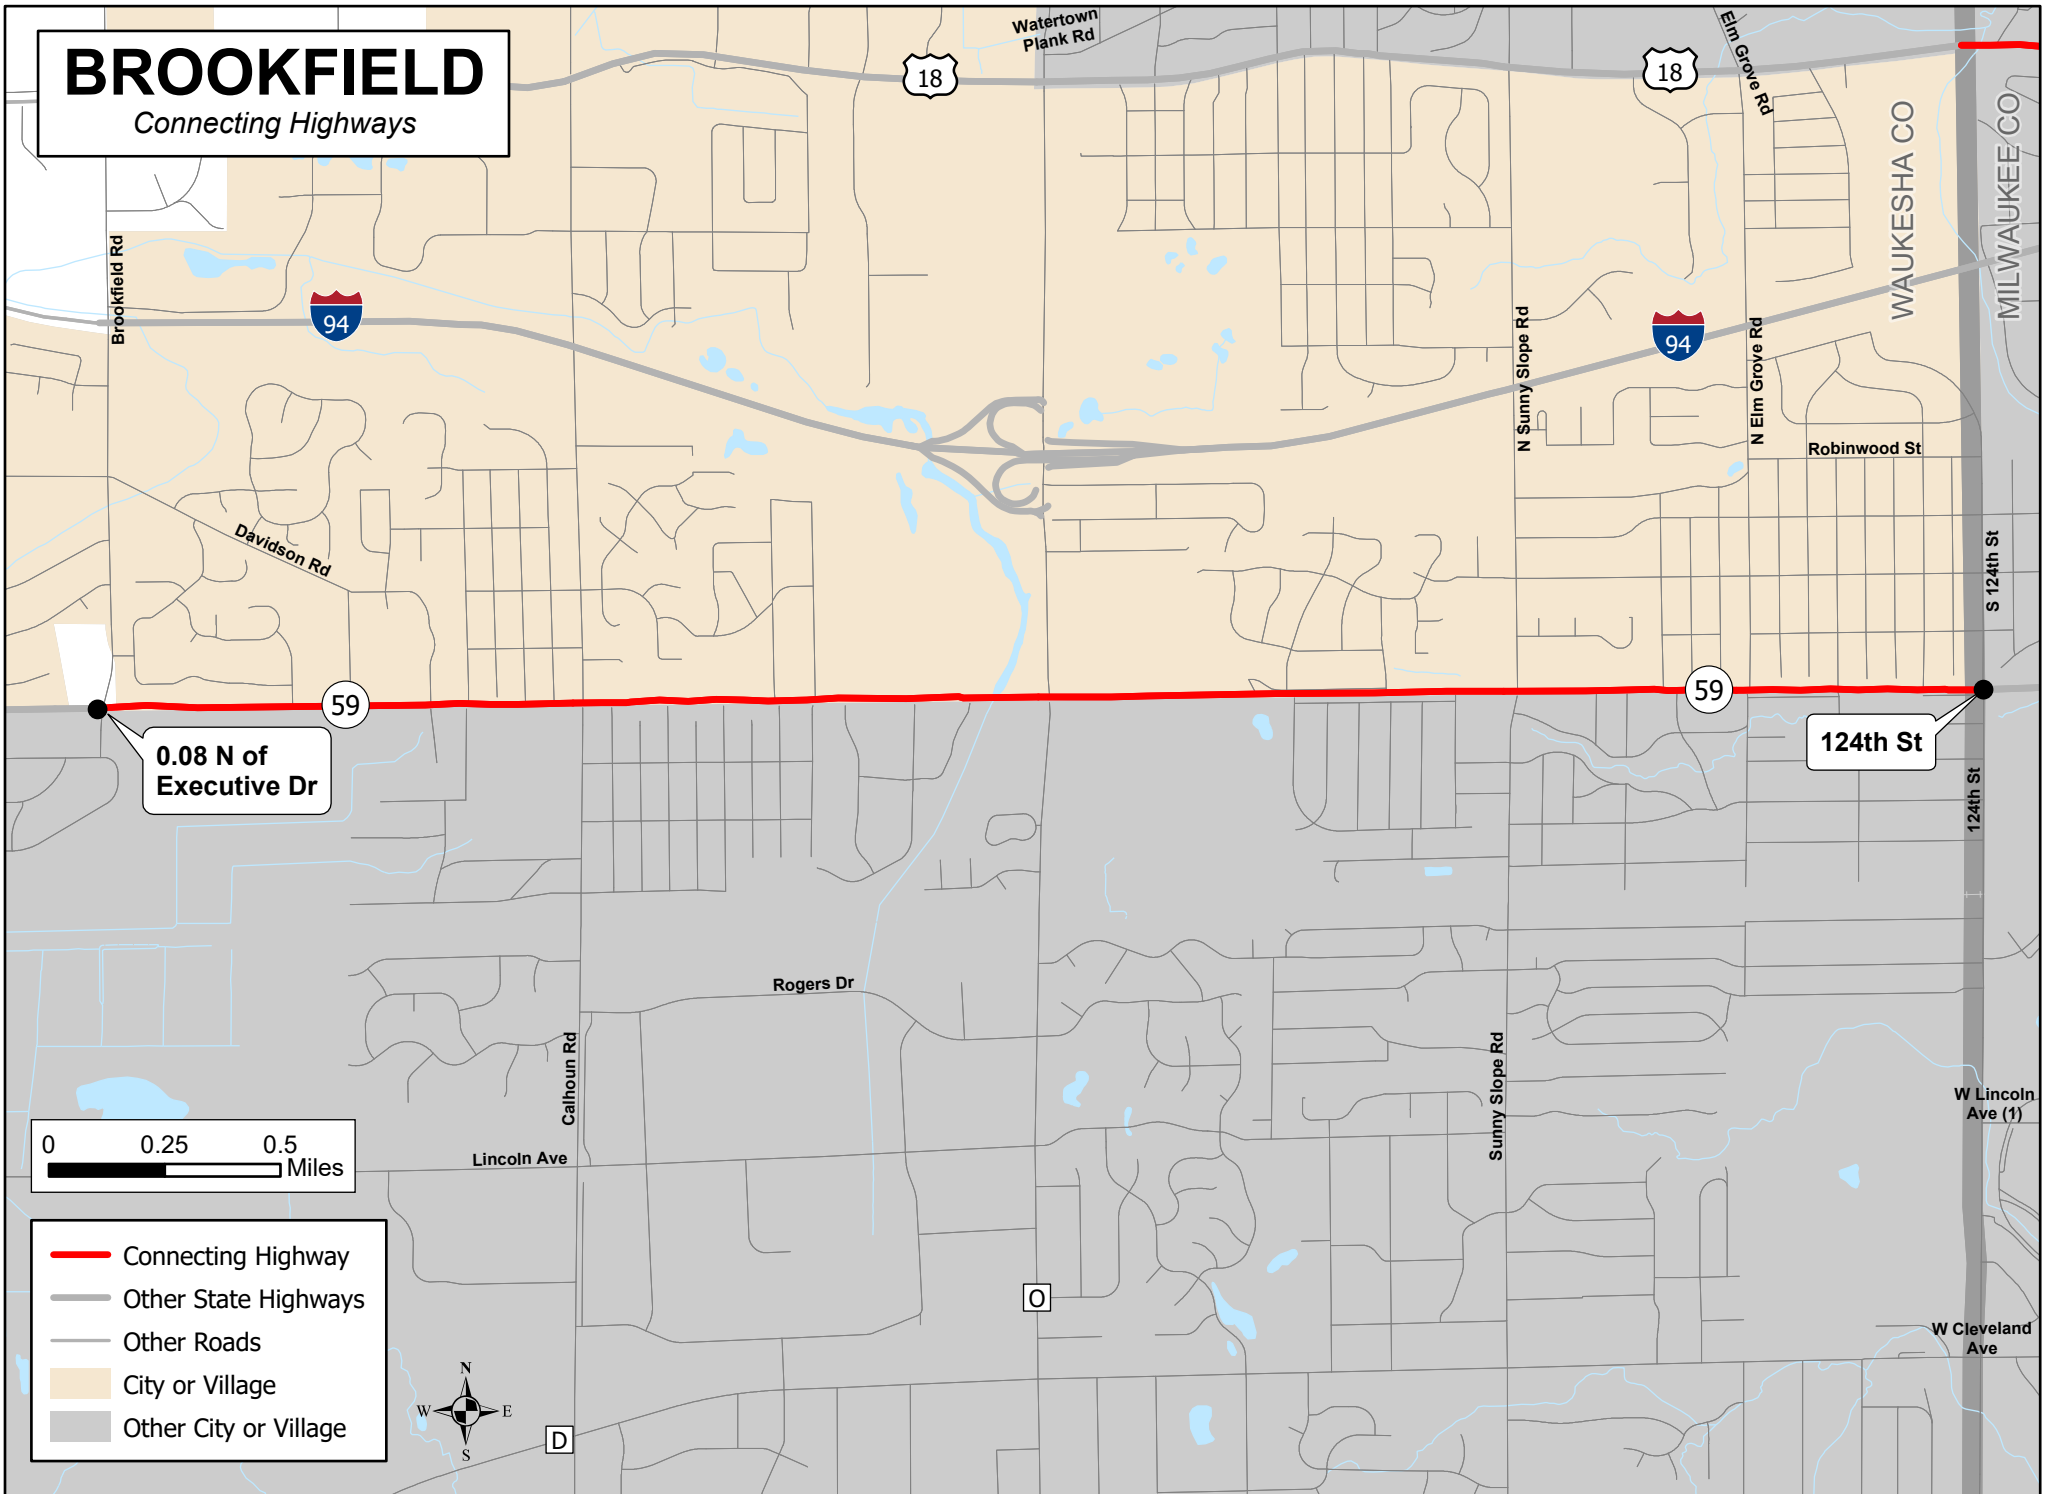 BROOKFIELD
Connecting Highways
Watertown
Plank Rd
18
18
Elm Grove Rd
WAUKESHA CO
MILWAUKEE CO
Brookfield Rd
94
94
N Sunny Slope Rd
N Elm Grove Rd
Robinwood St
Davidson Rd
S 124th St
59
59
0.08 N of
Executive Dr
124th St
124th St
Rogers Dr
Calhoun Rd
Sunny Slope Rd
W Lincoln
Ave (1)
Lincoln Ave
0 0.25 0.5
Miles
Connecting Highway
Other State Highways
Other Roads
City or Village
Other City or Village
O
W Cleveland
Ave
N
W E
S
D